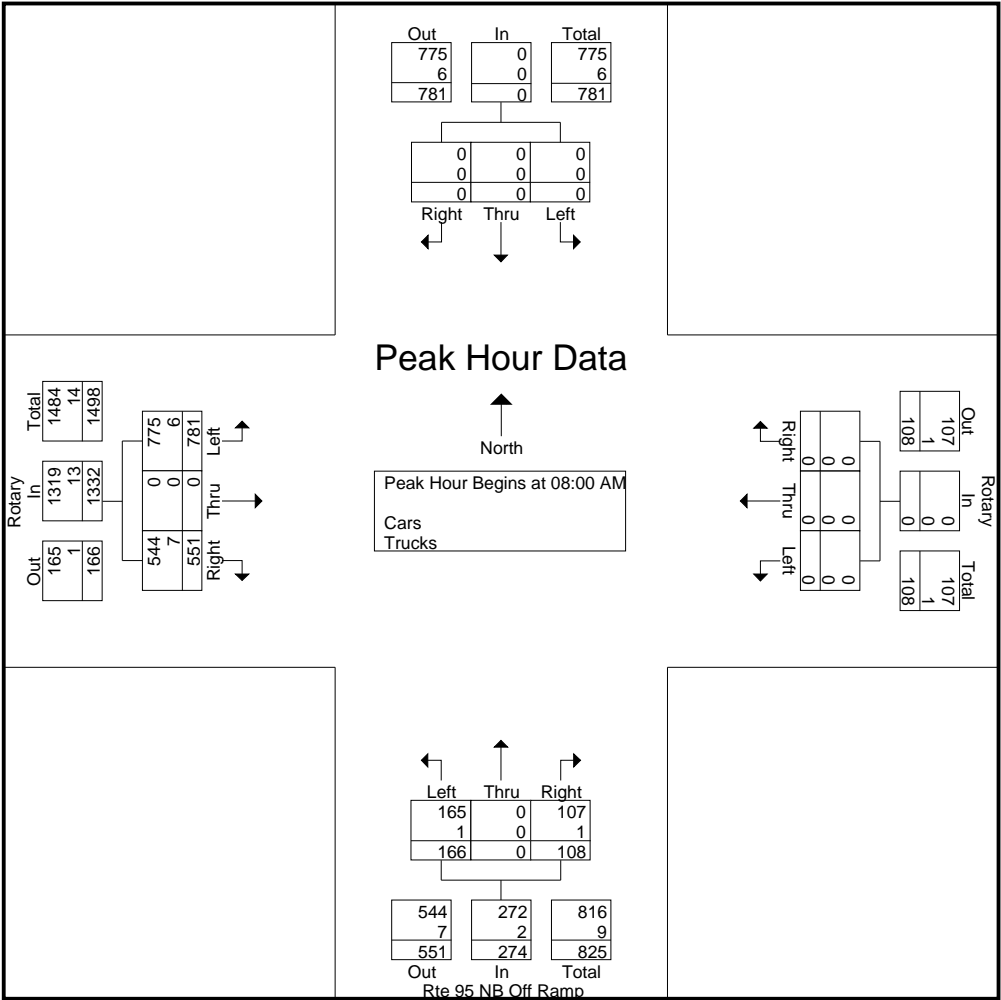 Out In Total
775 0 775
6 0 6
781 0 781
0 0 0
0 0 0
0 0 0
Right Thru Left
Peak Hour Data
North
Peak Hour Begins at 08:00 AM
Cars
Trucks
Rotary
Total In Out
1484 1319 165
14 13 1
1498 1332 166
775 0 544
6 0 7
781 0 551
Left Thru Right
Rotary
Out In Total
107 0 107
1 0 1
108 0 108
0 0 0
0 0 0
0 0 0
Right Thru Left
Left Thru Right
165 0 107
1 0 1
166 0 108
544 272 816
7 2 9
551 274 825
Out In Total
Rte 95 NB Off Ramp